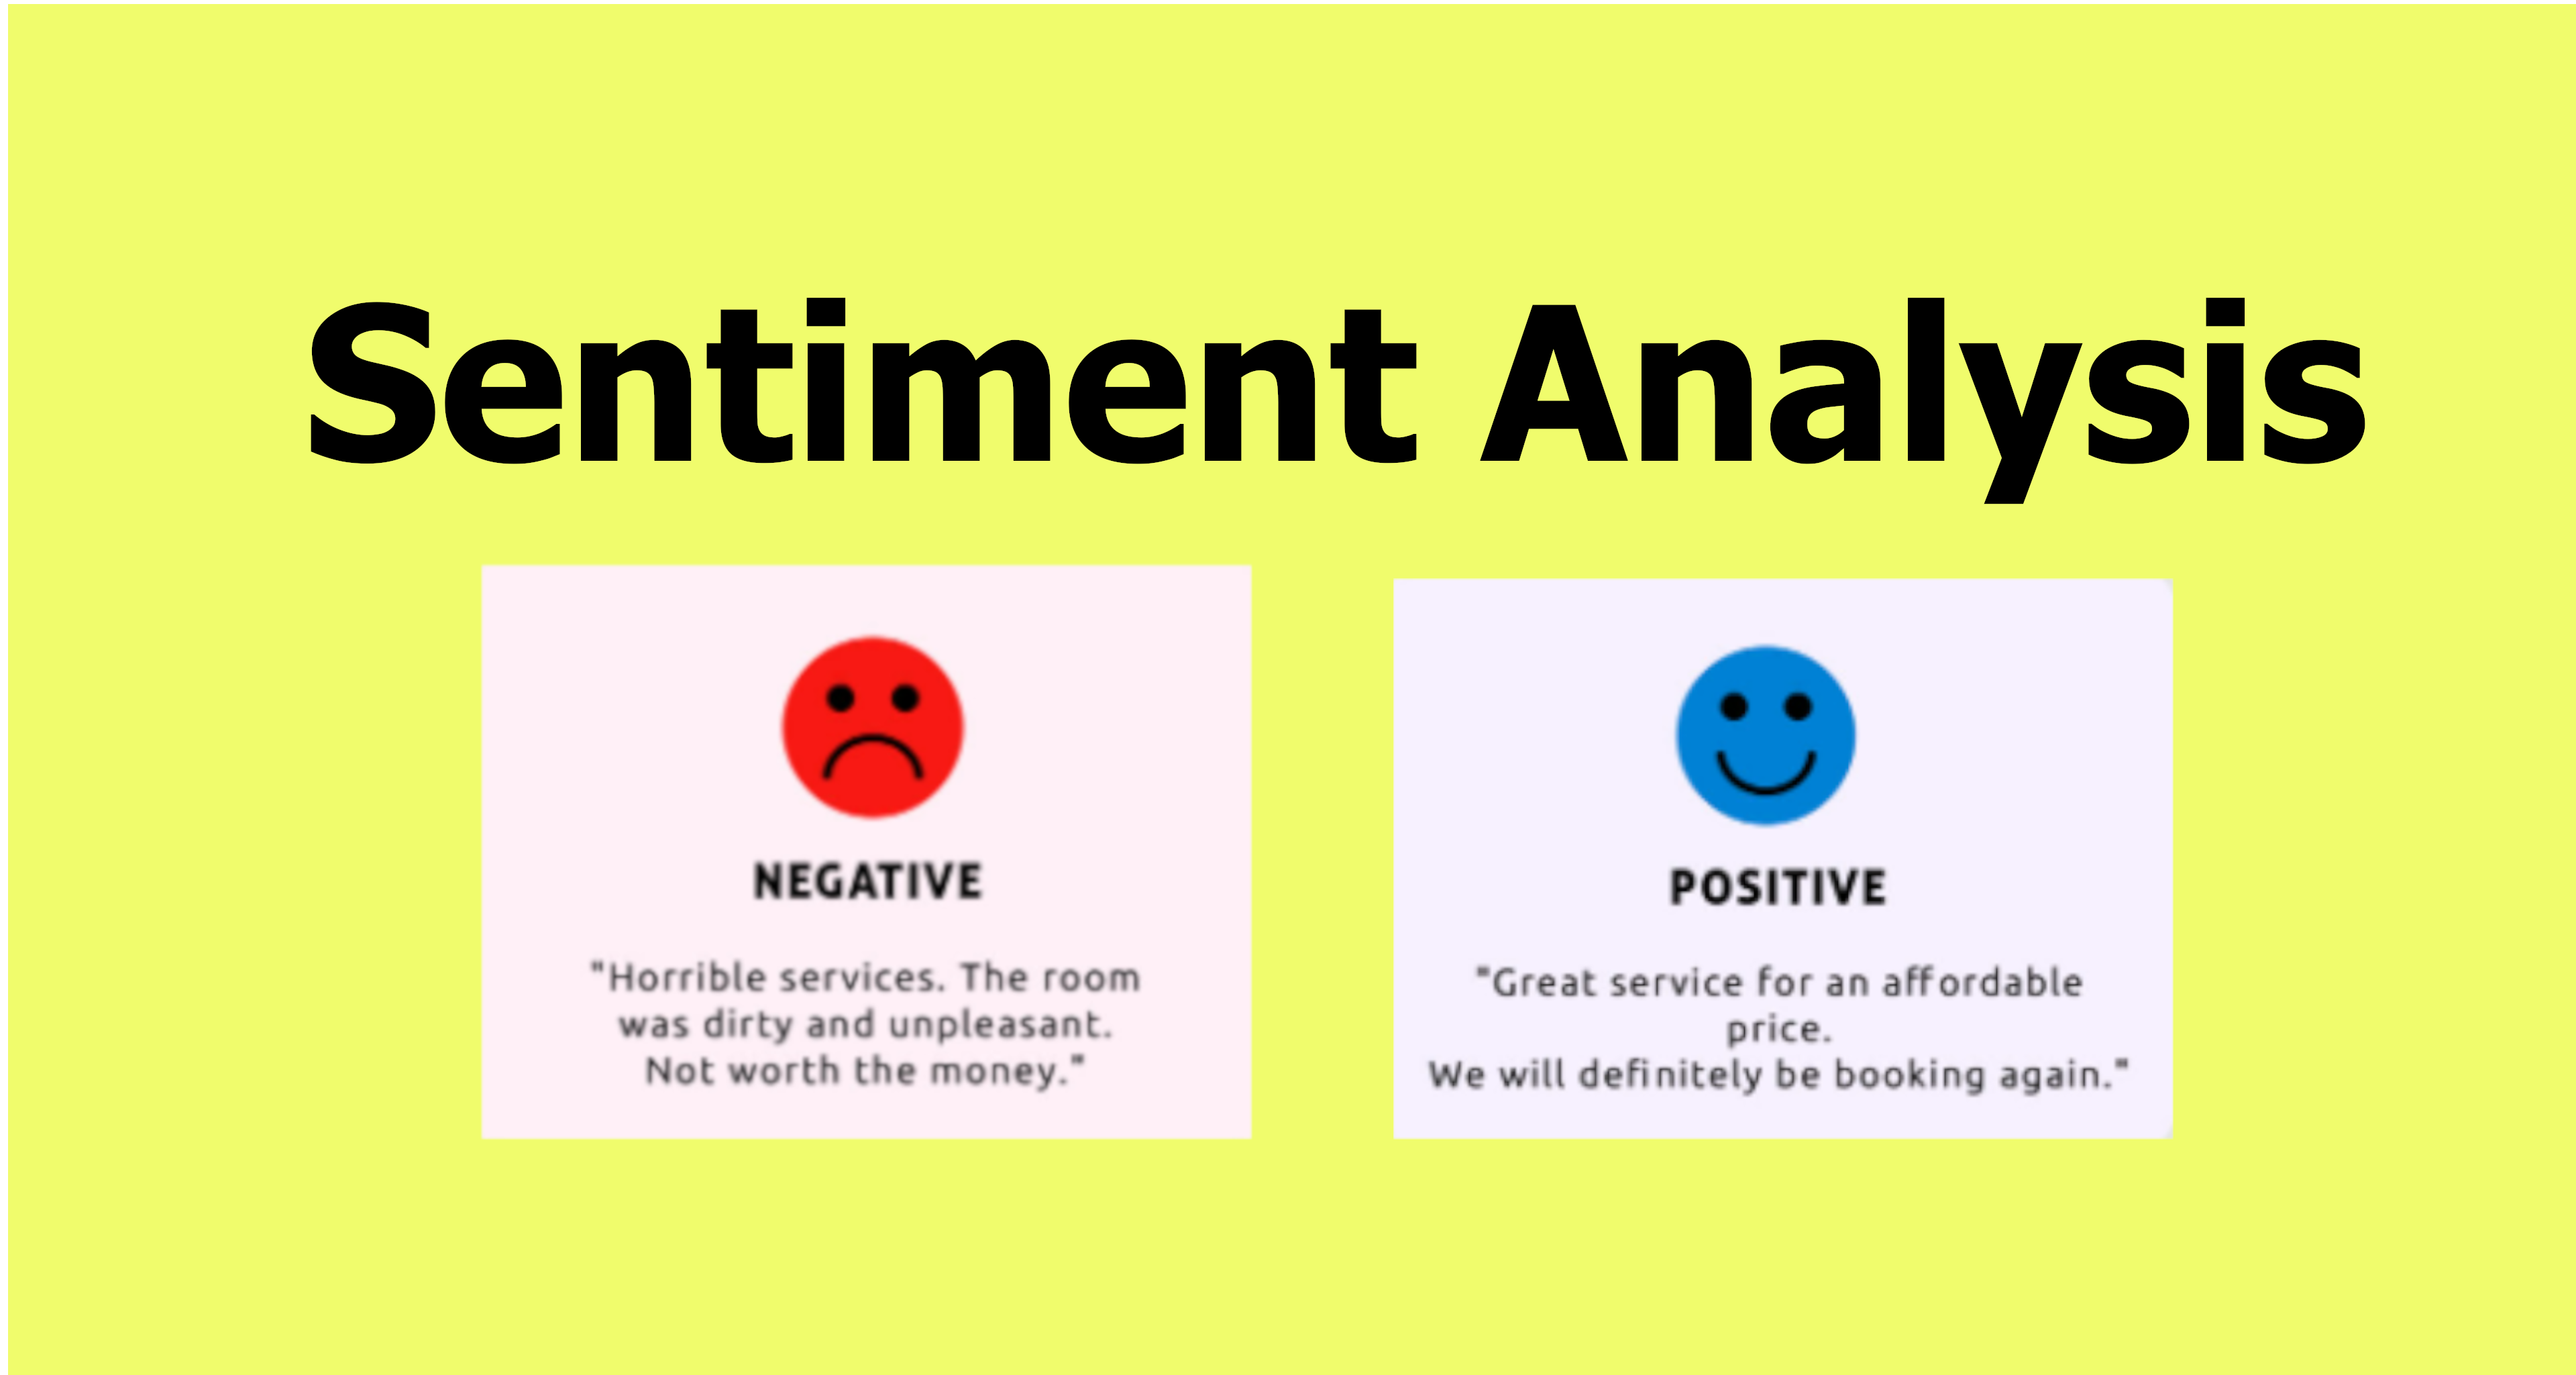 Sentiment Analysis
NEGATIVE
"Horrible services. The room
was dirty and unpleasant.
Not worth the money."
POSITIVE
"Great service for an affordable
price.
We will definitely be booking again."